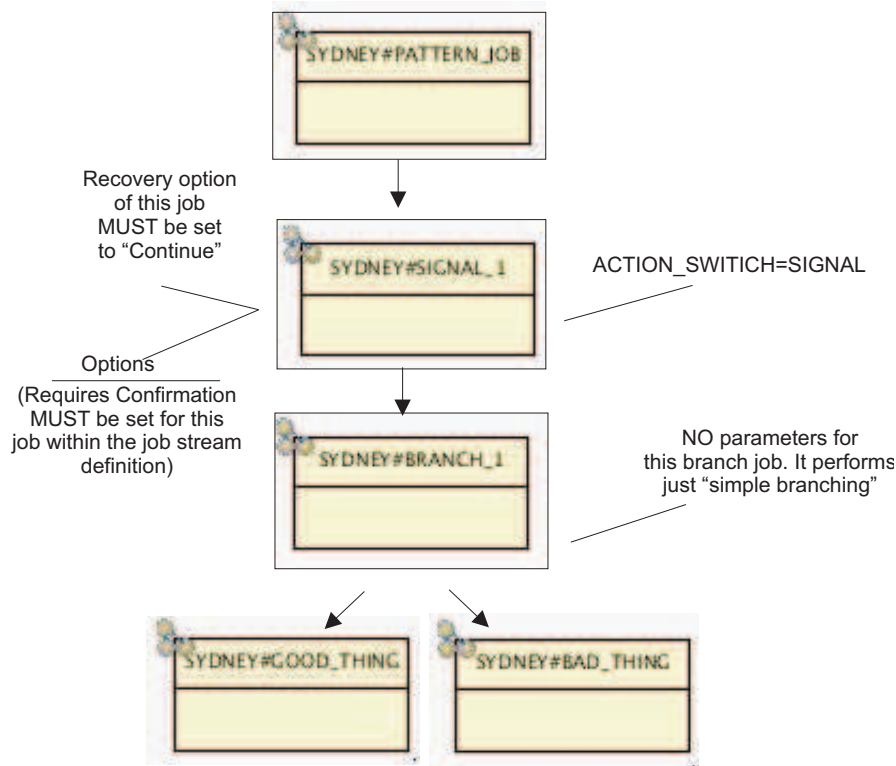 SYDNEY#PATTERN_JOB
Recovery option
of this job
MUST be set
to “Continue”
SYDNEY#SIGNAL_1
ACTION_SWITICH=SIGNAL
Options
(Requires Confirmation
MUST be set for this
job within the job stream
definition)
SYDNEY#BRANCH_1
NO parameters for
this branch job. It performs
just “simple branching”
SYDNEY#GOOD_THING
SYDNEY#BAD_THING